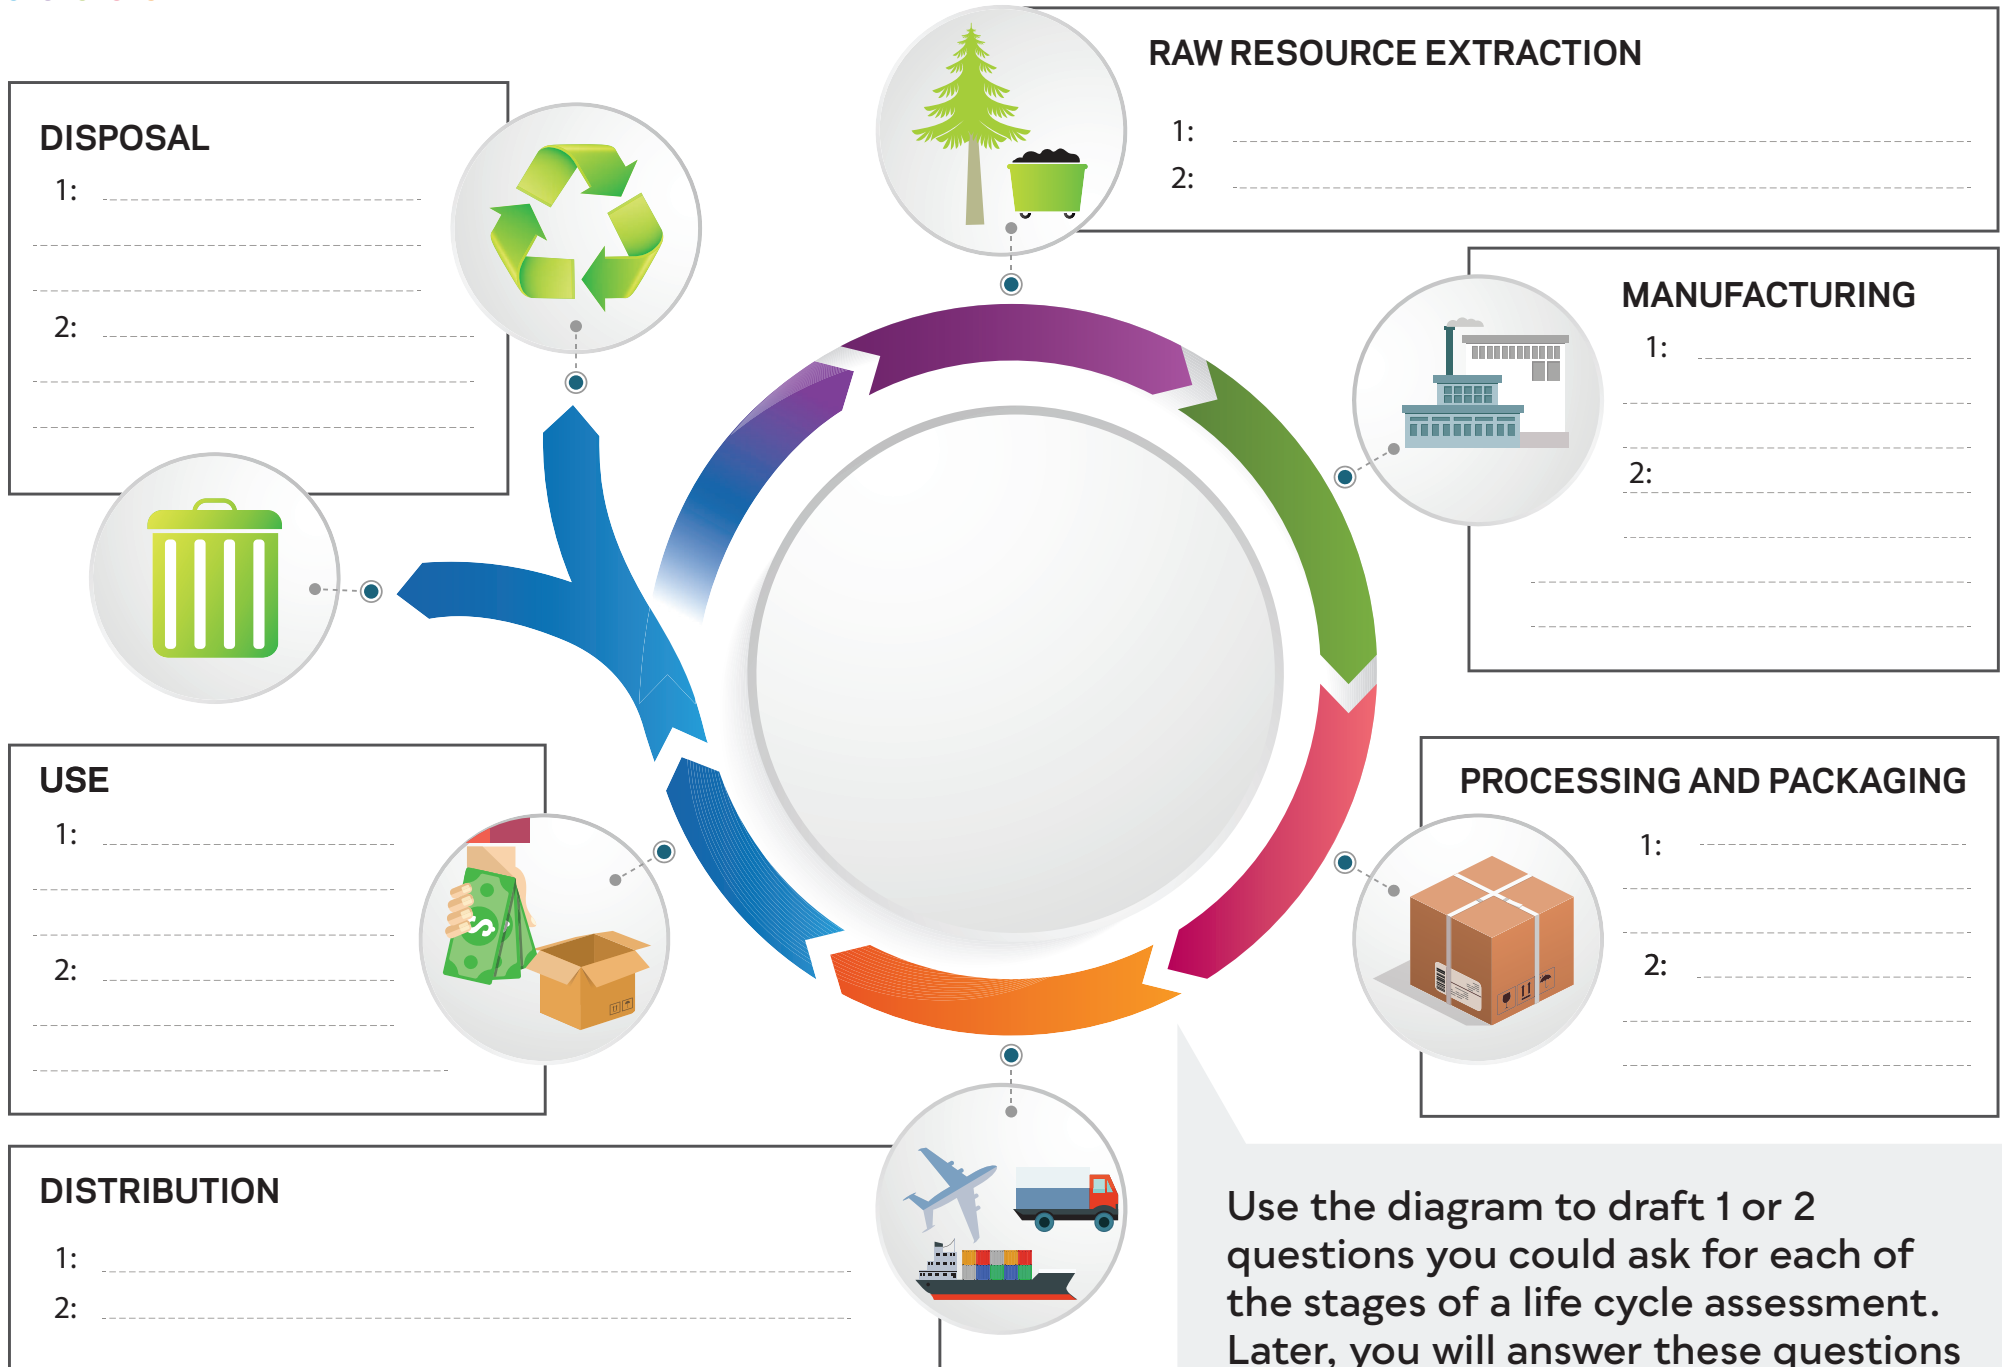 RAW RESOURCE EXTRACTION
1:
2:
DISPOSAL
1:
2:
MANUFACTURING
1:
2:
USE
1:
2:
PROCESSING AND PACKAGING
1:
2:
DISTRIBUTION
1:
2:
Use the diagram to draft 1 or 2
questions you could ask for each of
the stages of a life cycle assessment.
Later, you will answer these questions